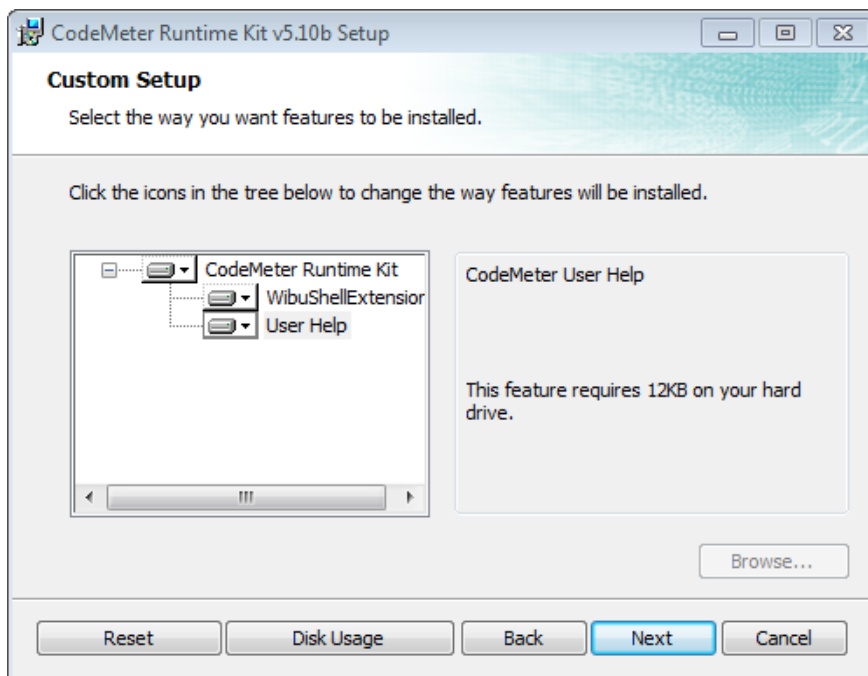 CodeMeter Runtime Kit v5.10b Setup
Custom Setup
Select the way you want features to be installed.
Click the icons in the tree below to change the way features will be installed.
CodeMeter Runtime Kit
WibuShellExtension
User Help
CodeMeter User Help
This feature requires 12KB on your hard
drive.
Browse...
Reset
Disk Usage
Back
Next
Cancel